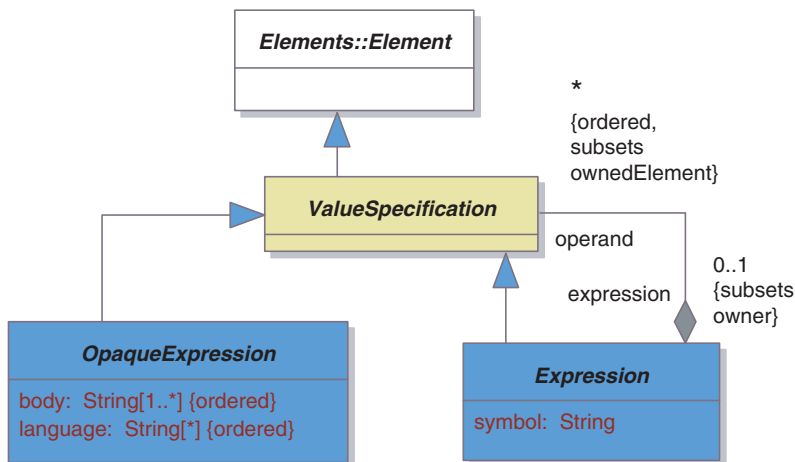 Elements::Element
*
{ordered,
subsets
ownedElement}
ValueSpecification
operand
0..1
{subsets
owner}
expression
OpaqueExpression
body: String[1..*] {ordered}
language: String[*] {ordered}
Expression
symbol: String